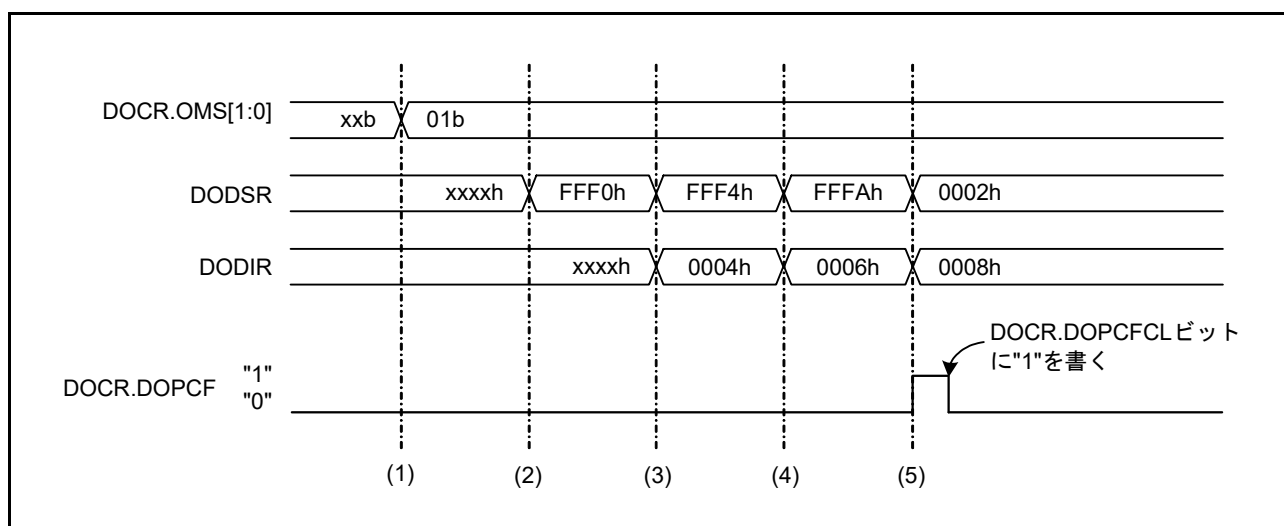 DOCR.OMS[1:0] xxb 01b
DODSR xxxxh FFF0h FFF4h FFFAh 0002h
DODIR xxxxh 0004h 0006h 0008h
DOCR.DOPCFCLビット
に"1"を書く
DOCR.DOPCF "1"
"0"
(1) (2) (3) (4) (5)